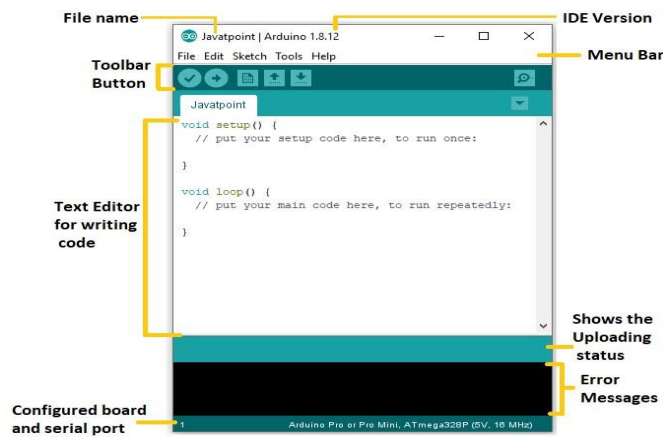 File name
IDE Version
Javatpoint | Arduino 1.8.12
File Edit Sketch Tools Help
Menu Bar
Toolbar
Button
Javatpoint
void setup() {
// put your setup code here, to run once:
}
void loop() {
// put your main code here, to run repeatedly:
}
Text Editor
for writing
code
Shows the
Uploading
status
Error
Messages
Configured board
and serial port
1
Arduino Pro or Pro Mini, ATmega328P (5V, 16 MHz)